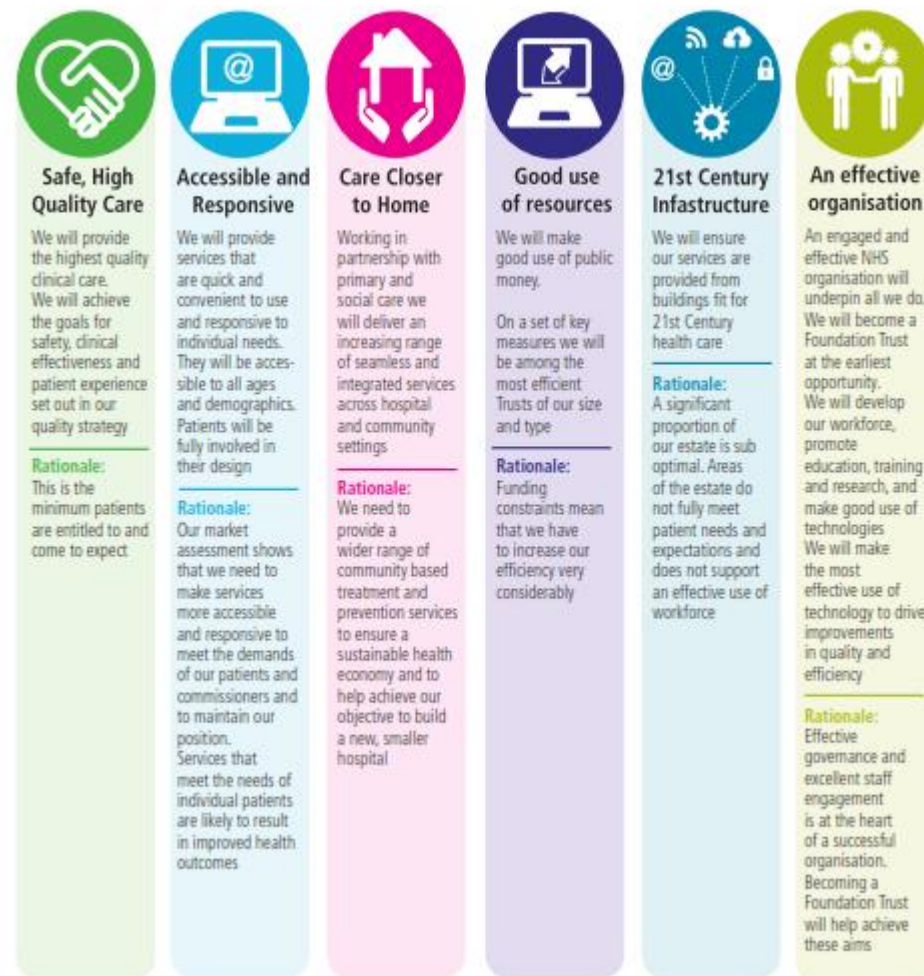 @
@
Safe, High
Quality Care
We will provide
the highest quality
clinical care.
We will achieve
the goals for
safety, clinical
effectiveness and
patient experience
set out in our
quality strategy
Rationale:
This is the
minimum patients
are entitled to and
come to expect
Accessible and
Responsive
We will provide
services that
are quick and
convenient to use
and responsive to
individual needs.
They will be acces-
sible to all ages
and demographics.
Patients will be
fully involved in
their design
Rationale:
Our market
assessment shows
that we need to
make services
more accessible
and responsive to
meet the demands
of our patients and
commissioners and
to maintain our
position.
Services that
meet the needs of
individual patients
are likely to result
in improved health
outcomes
Care Closer
to Home
Working in
partnership with
primary and
social care we
will deliver an
increasing range
of seamless and
integrated services
across hospital
and community
settings
Rationale:
We need to
provide a
wider range of
community based
treatment and
prevention services
to ensure a
sustainable health
economy and to
help achieve our
objective to build
a new, smaller
hospital
Good use
of resources
We will make
good use of public
money.
On a set of key
measures we will
be among the
most efficient
Trusts of our size
and type
Rationale:
Funding
constraints mean
that we have
to increase our
efficiency very
considerably
21st Century
Infastructure
We will ensure
our services are
provided from
buildings fit for
21st Century
health care
Rationale:
A significant
proportion of
our estate is sub
optimal. Areas
of the estate do
not fully meet
patient needs and
expectations and
does not support
an effective use of
workforce
An effective
organisation
An engaged and
effective NHS
organisation will
underpin all we do.
We will become a
Foundation Trust
at the earliest
opportunity.
We will develop
our workforce,
promote
education, training
and research, and
make good use of
technologies
We will make
the most
effective use of
technology to drive
improvements
in quality and
efficiency
Rationale:
Effective
governance and
excellent staff
engagement
is at the heart
of a successful
organisation.
Becoming a
Foundation Trust
will help achieve
these aims